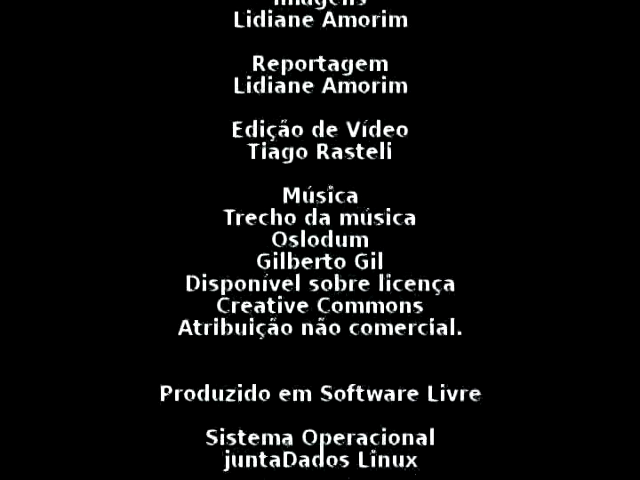 Imagens
Lidiane Amorim
Reportagem
Lidiane Amorim
Edição de Vídeo
Tiago Rasteli
Música
Trecho da música
Oslodum
Gilberto Gil
Disponível sobre licença
Creative Commons
Atribuição não comercial.
Produzido em Software Livre
Sistema Operacional
juntaDados Linux